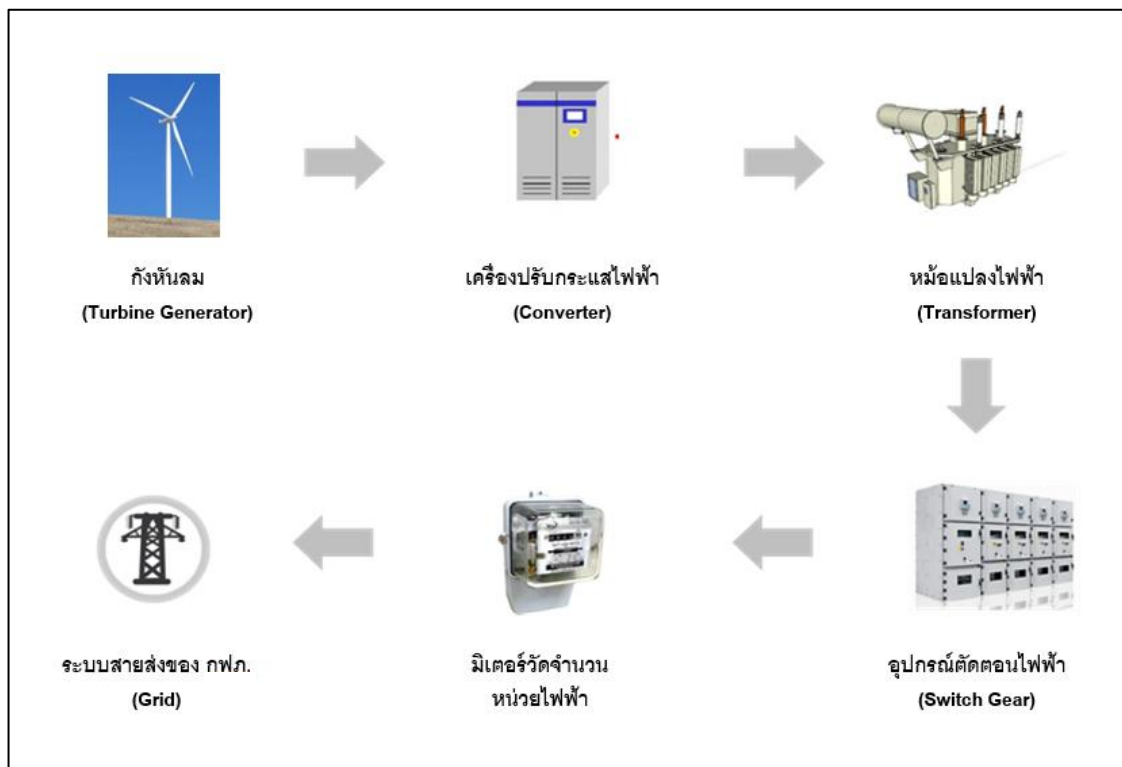 กังหันลม
(Turbine Generator)
เครื่องปรับกระแสไฟฟ้า
(Converter)
หม้อแปลงไฟฟ้า
(Transformer)
ระบบสายส่งของ กฟภ.
(Grid)
มิเตอร์วัดจำนวน
หน่วยไฟฟ้า
อุปกรณ์ตัดตอนไฟฟ้า
(Switch Gear)